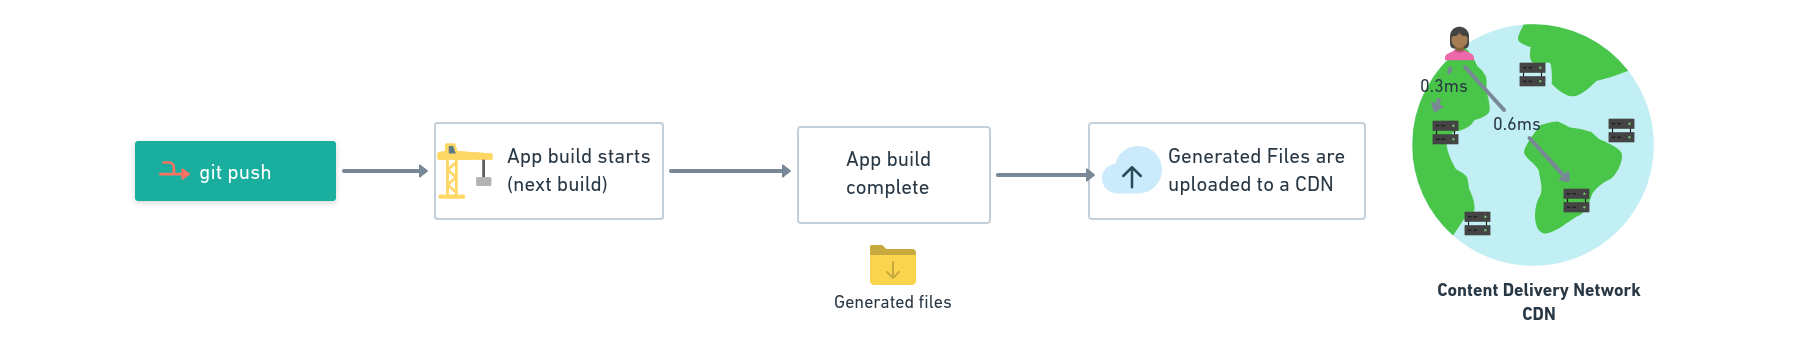 git push
App build starts
(next build)
App build
complete
Generated files
Generated Files are
uploaded to a CDN
0.3ms
0.6ms
Content Delivery Network
CDN